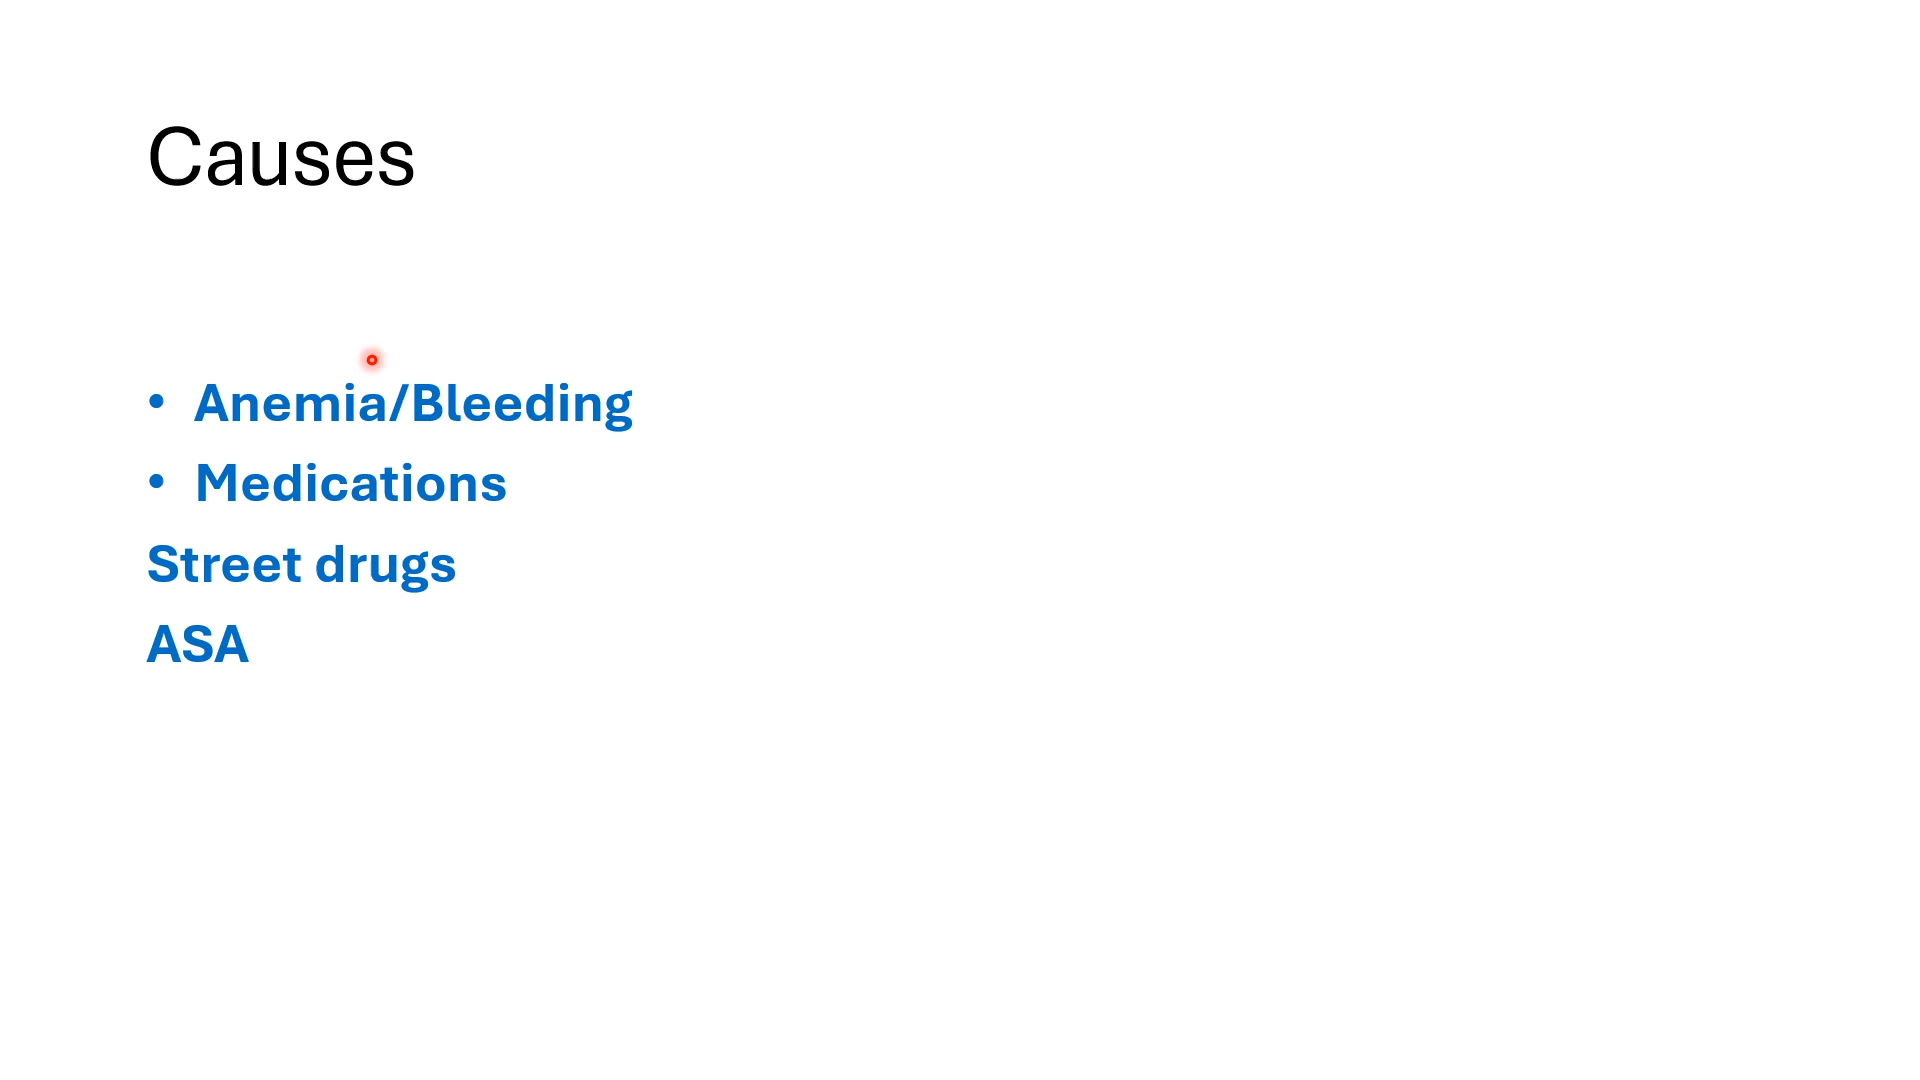 Causes
• Anemia/Bleeding
• Medications
Street drugs
ASA